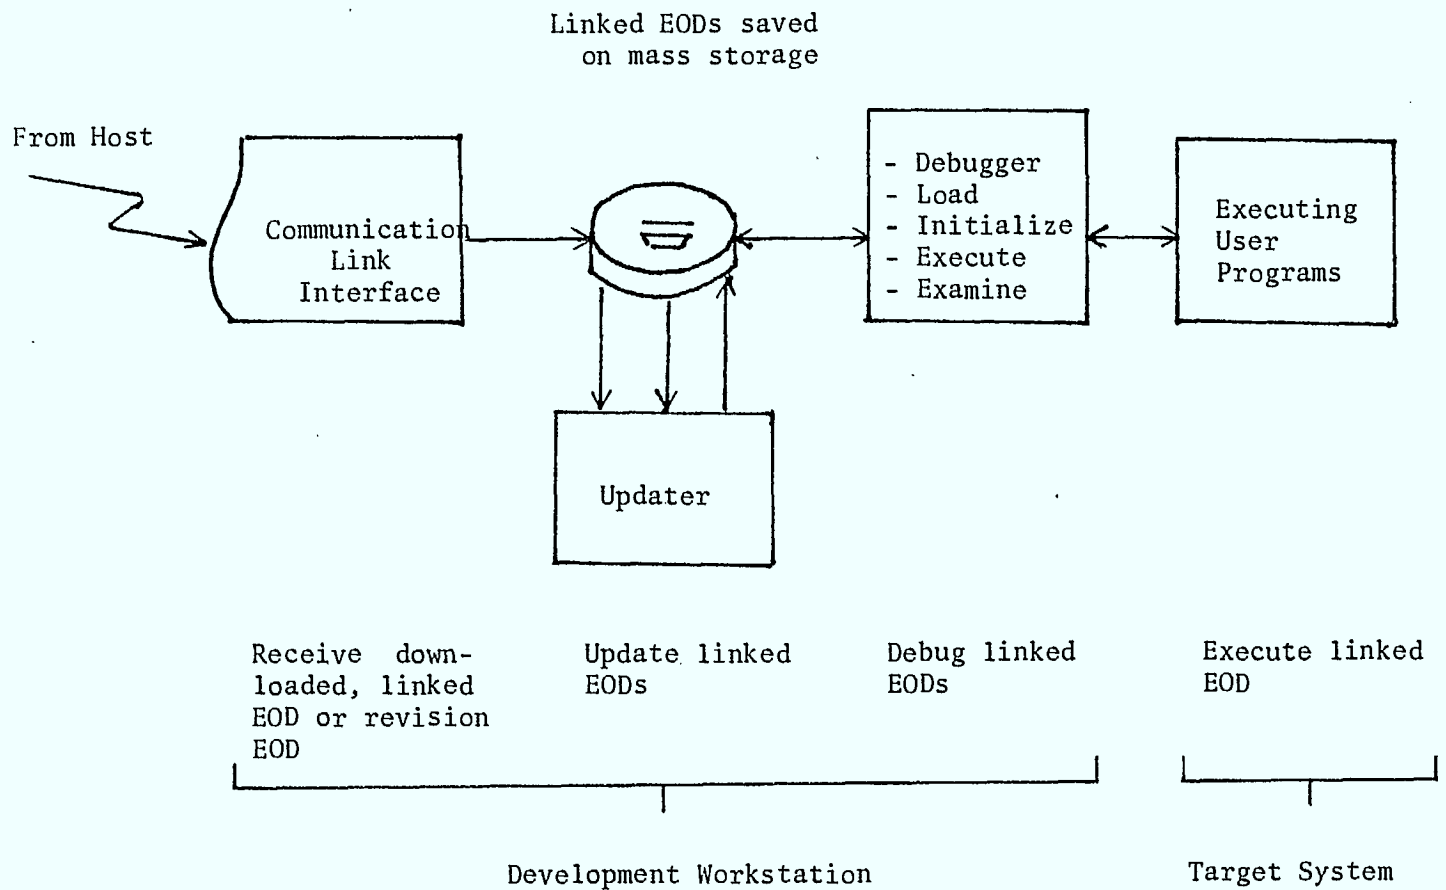 Linked EODs saved
on mass storage
From Host
Communication
Link
Interface
- Debugger
- Load
- Initialize
- Execute
- Examine
Executing
User
Programs
Updater
Receive down-
loaded, linked
EOD or revision
EOD
Update linked
EODs
Debug linked
EODs
Execute linked
EOD
Development Workstation
Target System